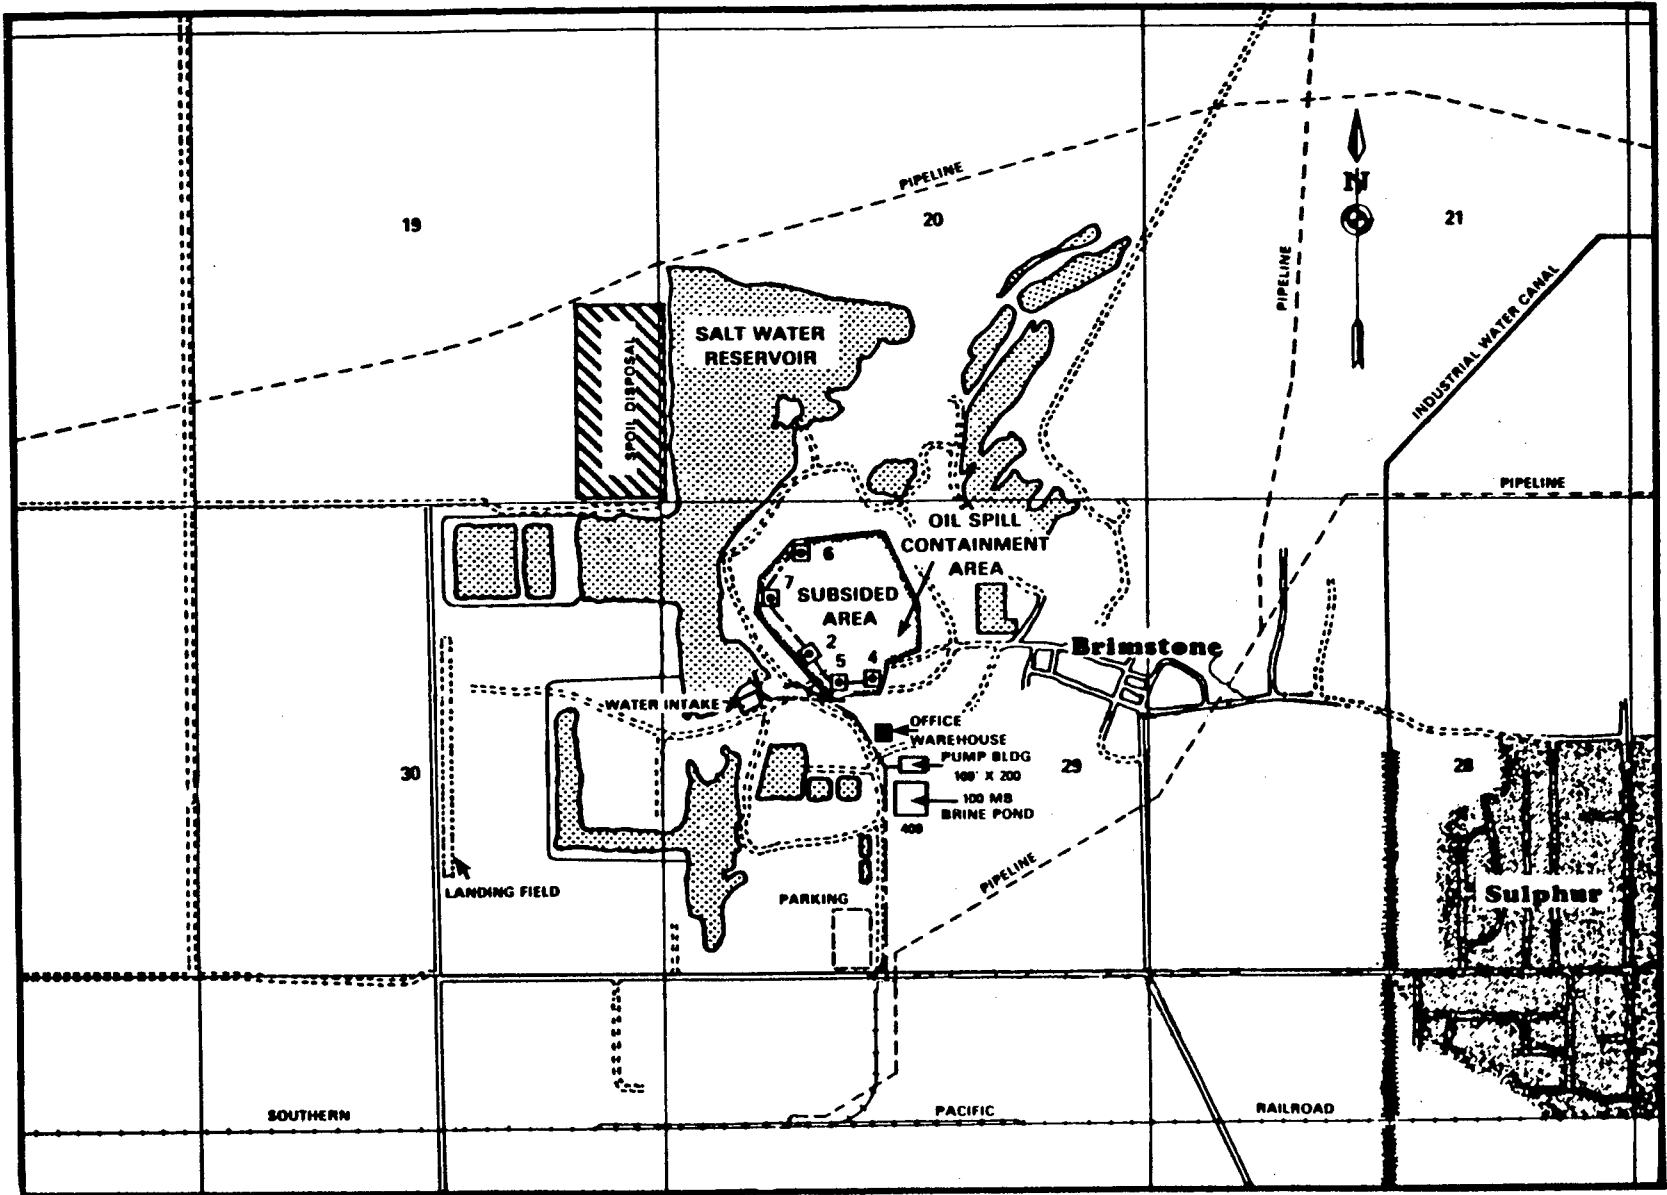 PIPELINE
19
20
21
N
PIPELINE
INDUSTRIAL WATER CANAL
SALT WATER
RESERVOIR
SPOIL DISPOSAL
PIPELINE
OIL SPILL
CONTAINMENT
AREA
6
7
SUBSIDED
AREA
2
5
4
Brimstone
WATER INTAKE
OFFICE
WAREHOUSE
PUMP BLDG
100' X 200
100 MB
BRINE POND
400
30
29
28
PIPELINE
LANDING FIELD
PARKING
Sulphur
SOUTHERN
PACIFIC
RAILROAD